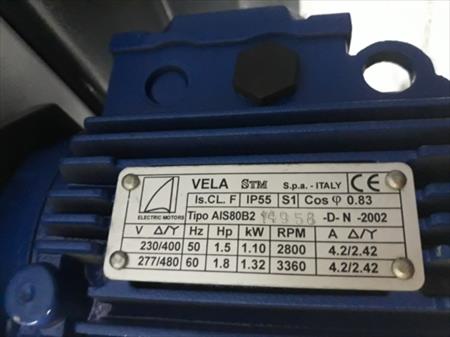 VELA STM S.p.a. - ITALY CE
Is.CL. F IP55 S1 Cos φ 0.83
ELECTRIC MOTORS Tipo AIS80B2 14958 -D- N -2002
V Δ/Y Hz Hp kW RPM A Δ/Y
230/400 50 1.5 1.10 2800 4.2/2.42
277/480 60 1.8 1.32 3360 4.2/2.42